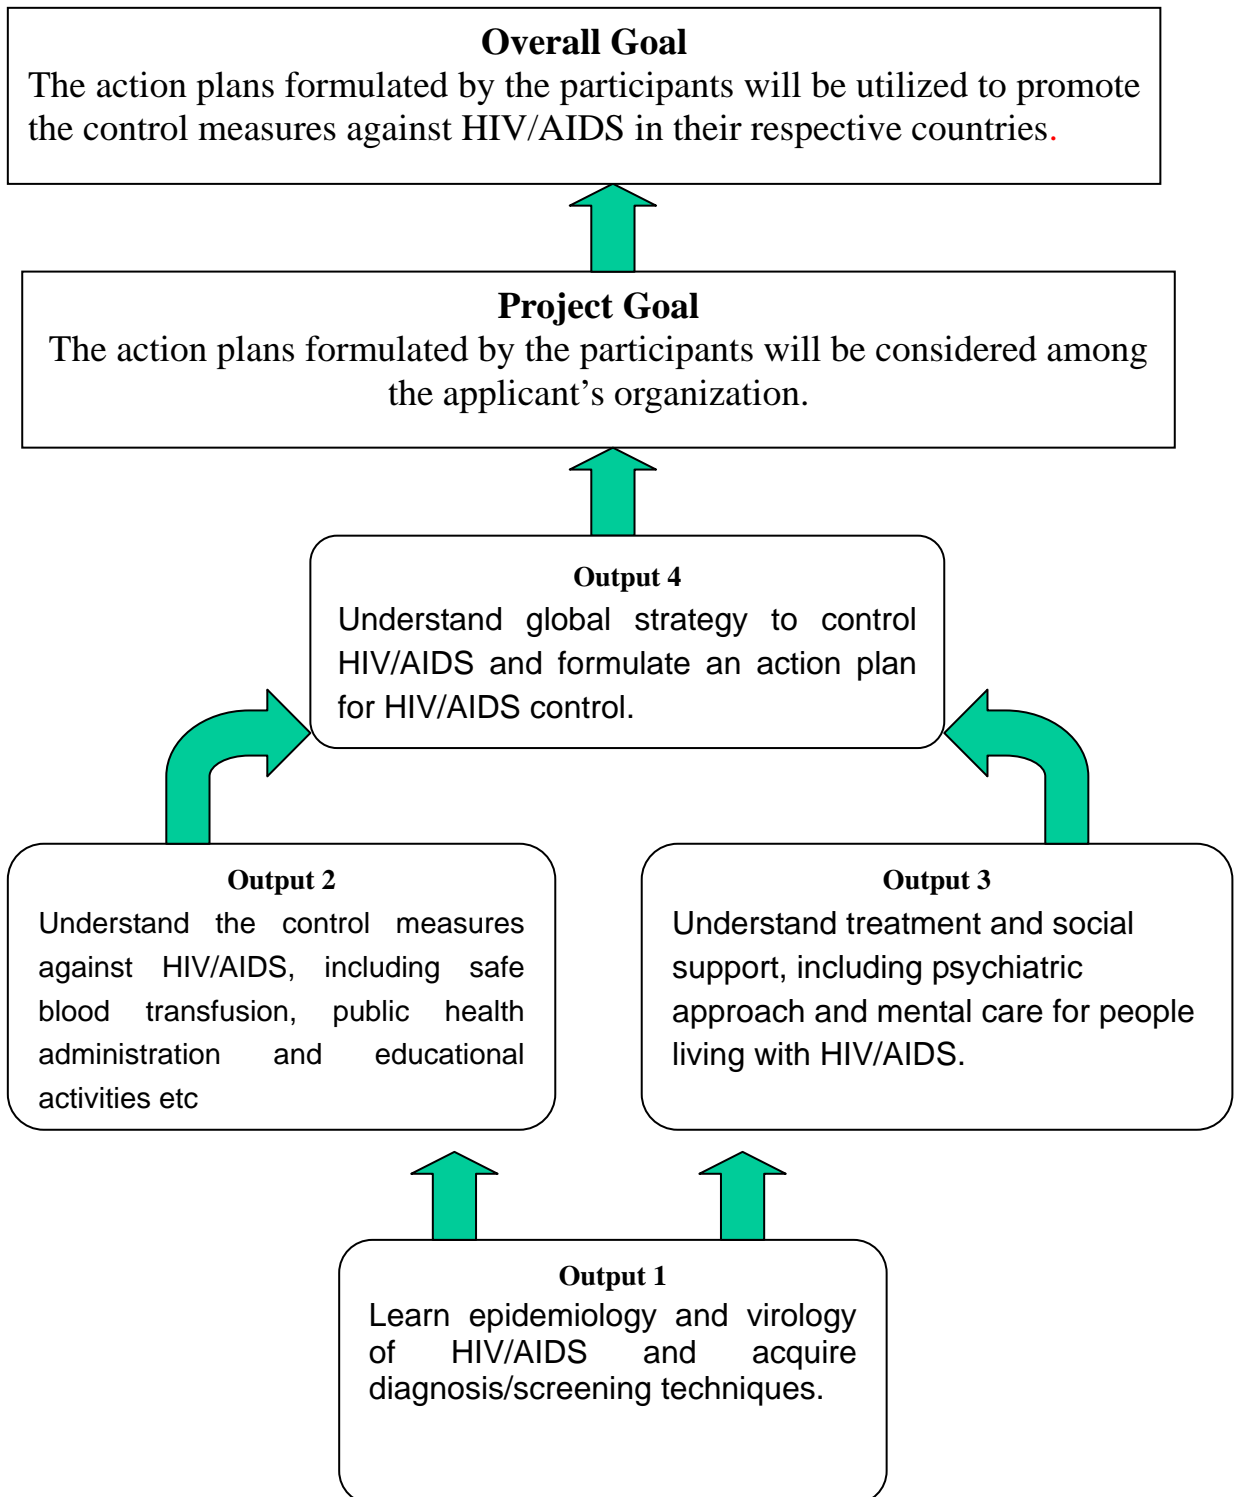 Overall Goal
The action plans formulated by the participants will be utilized to promote
the control measures against HIV/AIDS in their respective countries.
Project Goal
The action plans formulated by the participants will be considered among
the applicant’s organization.
Output 4
Understand global strategy to control
HIV/AIDS and formulate an action plan
for HIV/AIDS control.
Output 2
Understand the control measures
against HIV/AIDS, including safe
blood transfusion, public health
administration and educational
activities etc
Output 3
Understand treatment and social
support, including psychiatric
approach and mental care for people
living with HIV/AIDS.
Output 1
Learn epidemiology and virology
of HIV/AIDS and acquire
diagnosis/screening techniques.